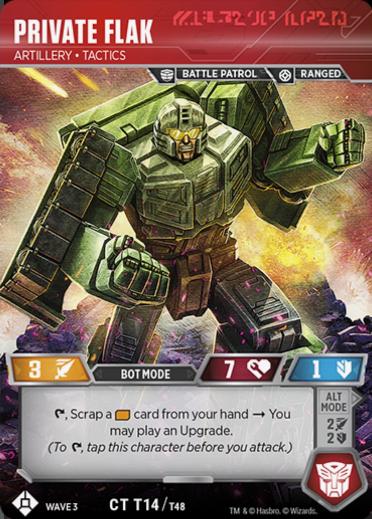 PRIVATE FLAK
ARTILLERY • TACTICS
BATTLE PATROL
RANGED
3
BOT MODE
7
1
, Scrap a card from your hand → You
may play an Upgrade.
(To , tap this character before you attack.)
ALT
MODE
2
2
WAVE 3
CT T14/T48
TM & © Hasbro. © Wizards.